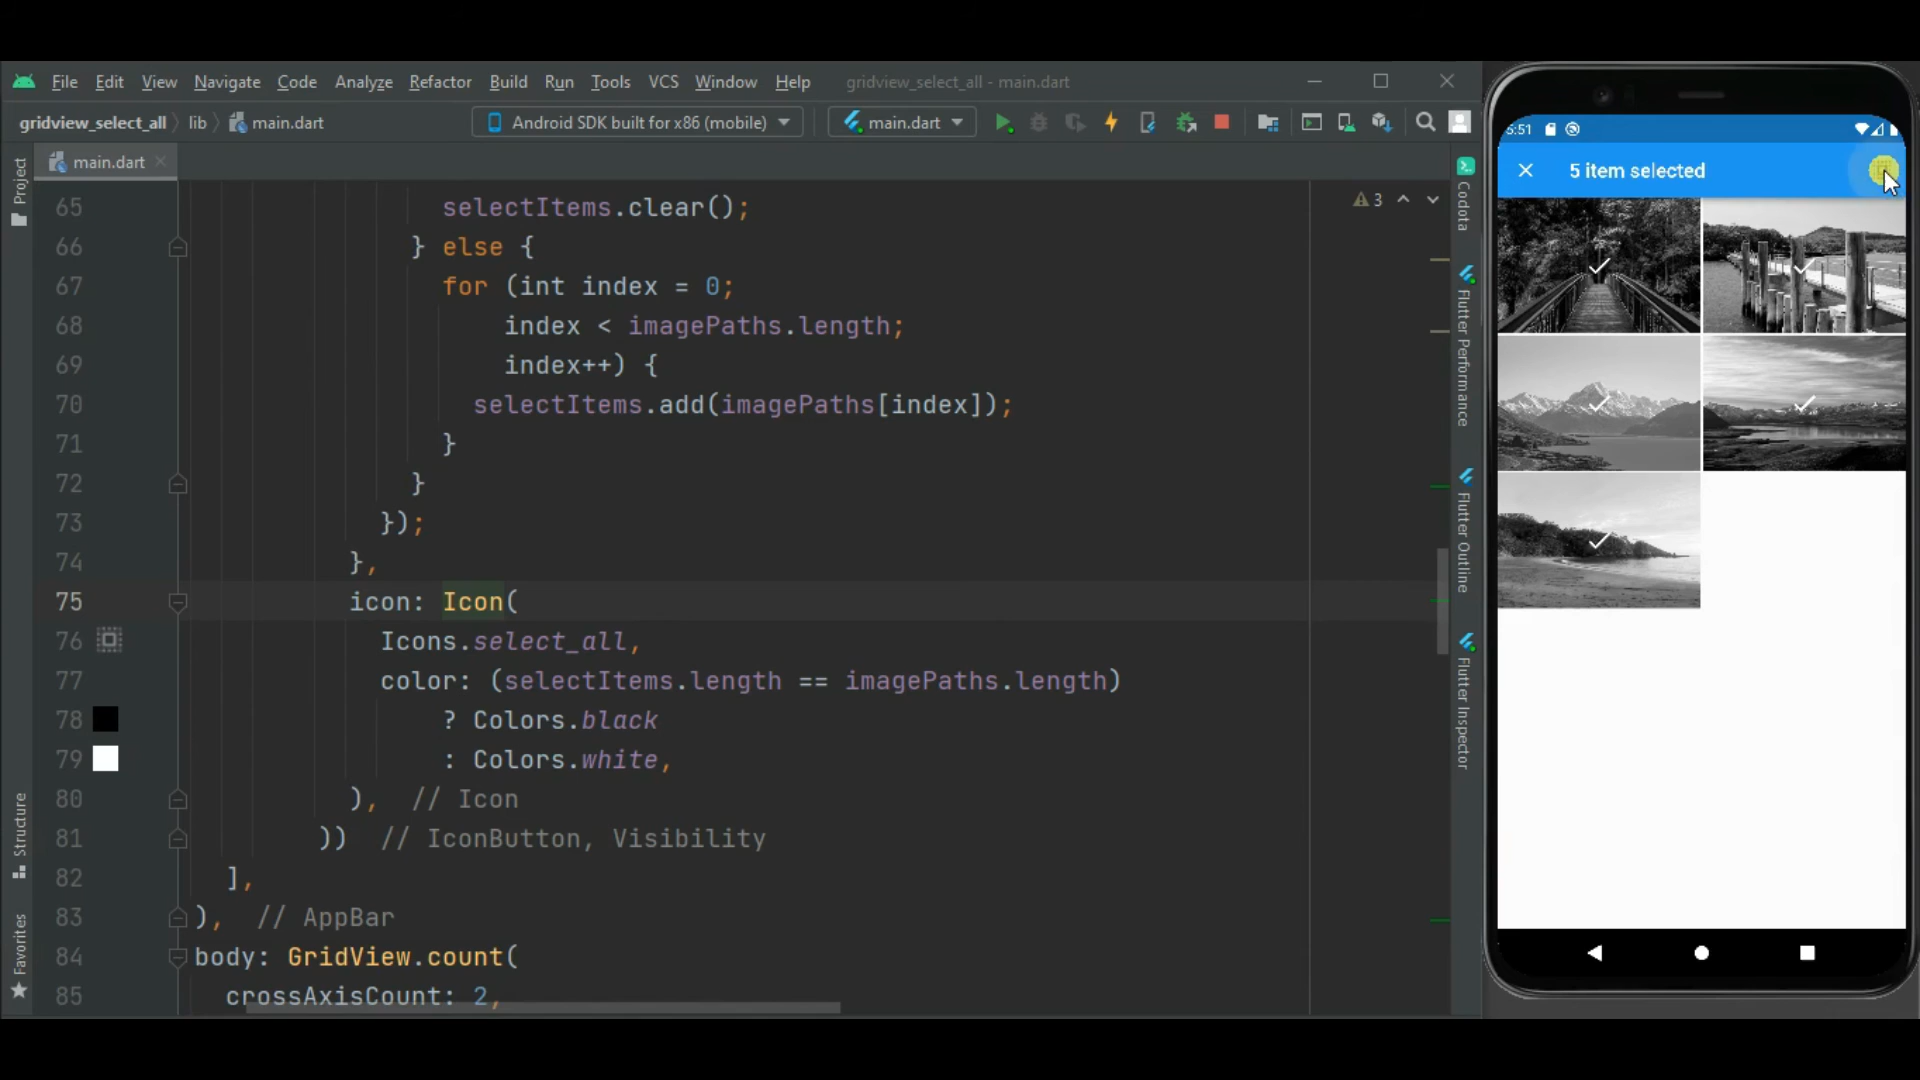 File Edit View Navigate Code Analyze Refactor Build Run Tools VCS Window Help gridview_select_all - main.dart
gridview_select_all lib main.dart Android SDK built for x86 (mobile) main.dart
main.dart
Project
Structure
Favorites
65 selectItems.clear();
66 } else {
67 for (int index = 0;
68 index < imagePaths.length;
69 index++) {
70 selectItems.add(imagePaths[index]);
71 }
72 }
73 });
74 },
75 icon: Icon(
76 Icons.select_all,
77 color: (selectItems.length == imagePaths.length)
78 ? Colors.black
79 : Colors.white,
80 ), // Icon
81 )) // IconButton, Visibility
82 ],
83 ), // AppBar
84 body: GridView.count(
85 crossAxisCount: 2,
3
Codota
Flutter Performance
Flutter Outline
Flutter Inspector
5:51
5 item selected